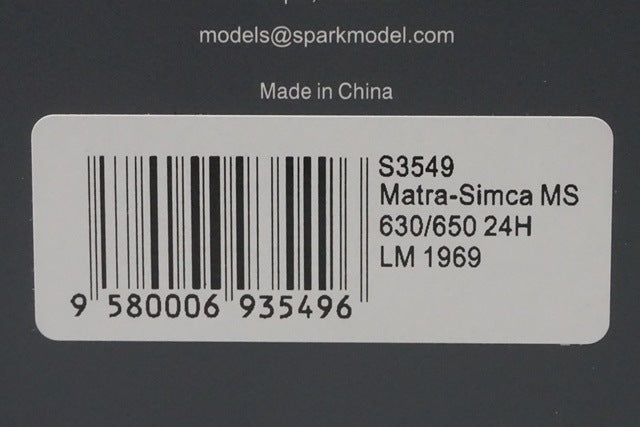 models@sparkmodel.com
Made in China
S3549
Matra-Simca MS
630/650 24H
LM 1969
9 580006 935496